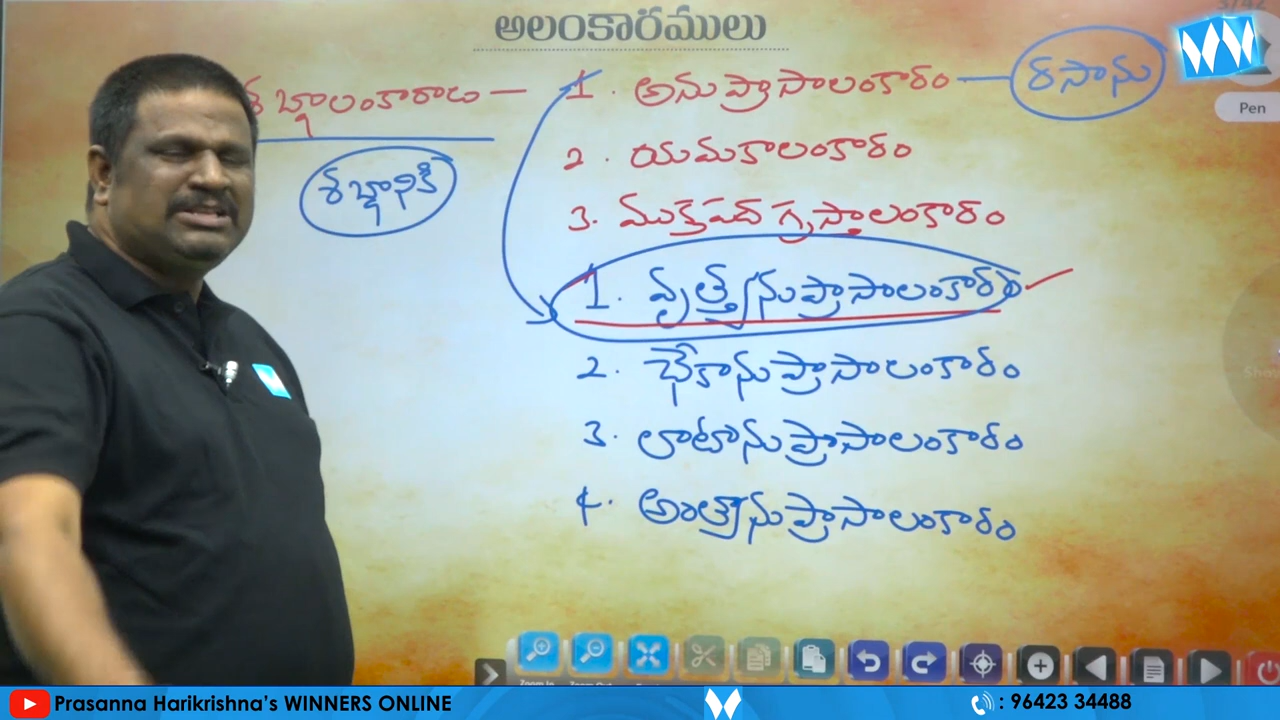 అలంకారములు
శబ్దాలంకారాలు — 1. అనుప్రాసాలంకారం — రసాను
Pen
2. యమకాలంకారం
శబ్దానికి
3. ముక్తపదగ్రస్తాలంకారం
1. వృత్త్యనుప్రాసాలంకారం
2. ఛేకానుప్రాసాలంకారం
3. లాటానుప్రాసాలంకారం
4. అంత్యానుప్రాసాలంకారం
Prasanna Harikrishna's WINNERS ONLINE
: 96423 34488